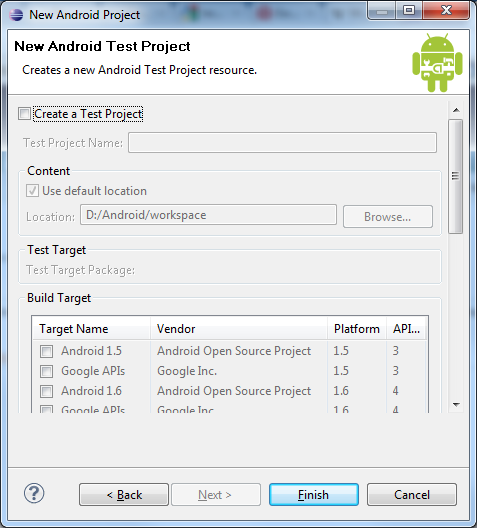 New Android Project
New Android Test Project
Creates a new Android Test Project resource.
Create a Test Project
Test Project Name:
Content
Use default location
Location: D:/Android/workspace Browse...
Test Target
Test Target Package:
Build Target
Target Name Vendor Platform API...
Android 1.5 Android Open Source Project 1.5 3
Google APIs Google Inc. 1.5 3
Android 1.6 Android Open Source Project 1.6 4
Google APIs Google Inc. 1.6 4
? < Back Next > Finish Cancel